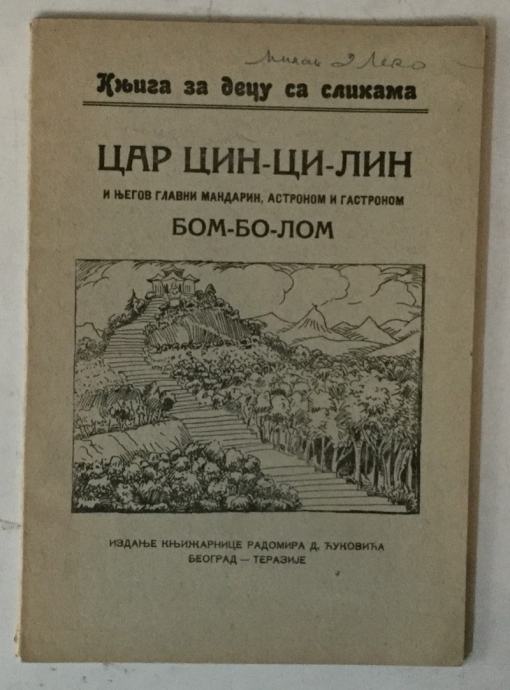 Књига за децу са сликама
ЦАР ЦИН-ЦИ-ЛИН
И ЊЕГОВ ГЛАВНИ МАНДАРИН, АСТРОНОМ И ГАСТРОНОМ
БОМ-БО-ЛОМ
ИЗДАЊЕ КЊИЖАРНИЦЕ РАДОМИРА Д. ЋУКОВИЋА
БЕОГРАД — ТЕРАЗИЈЕ